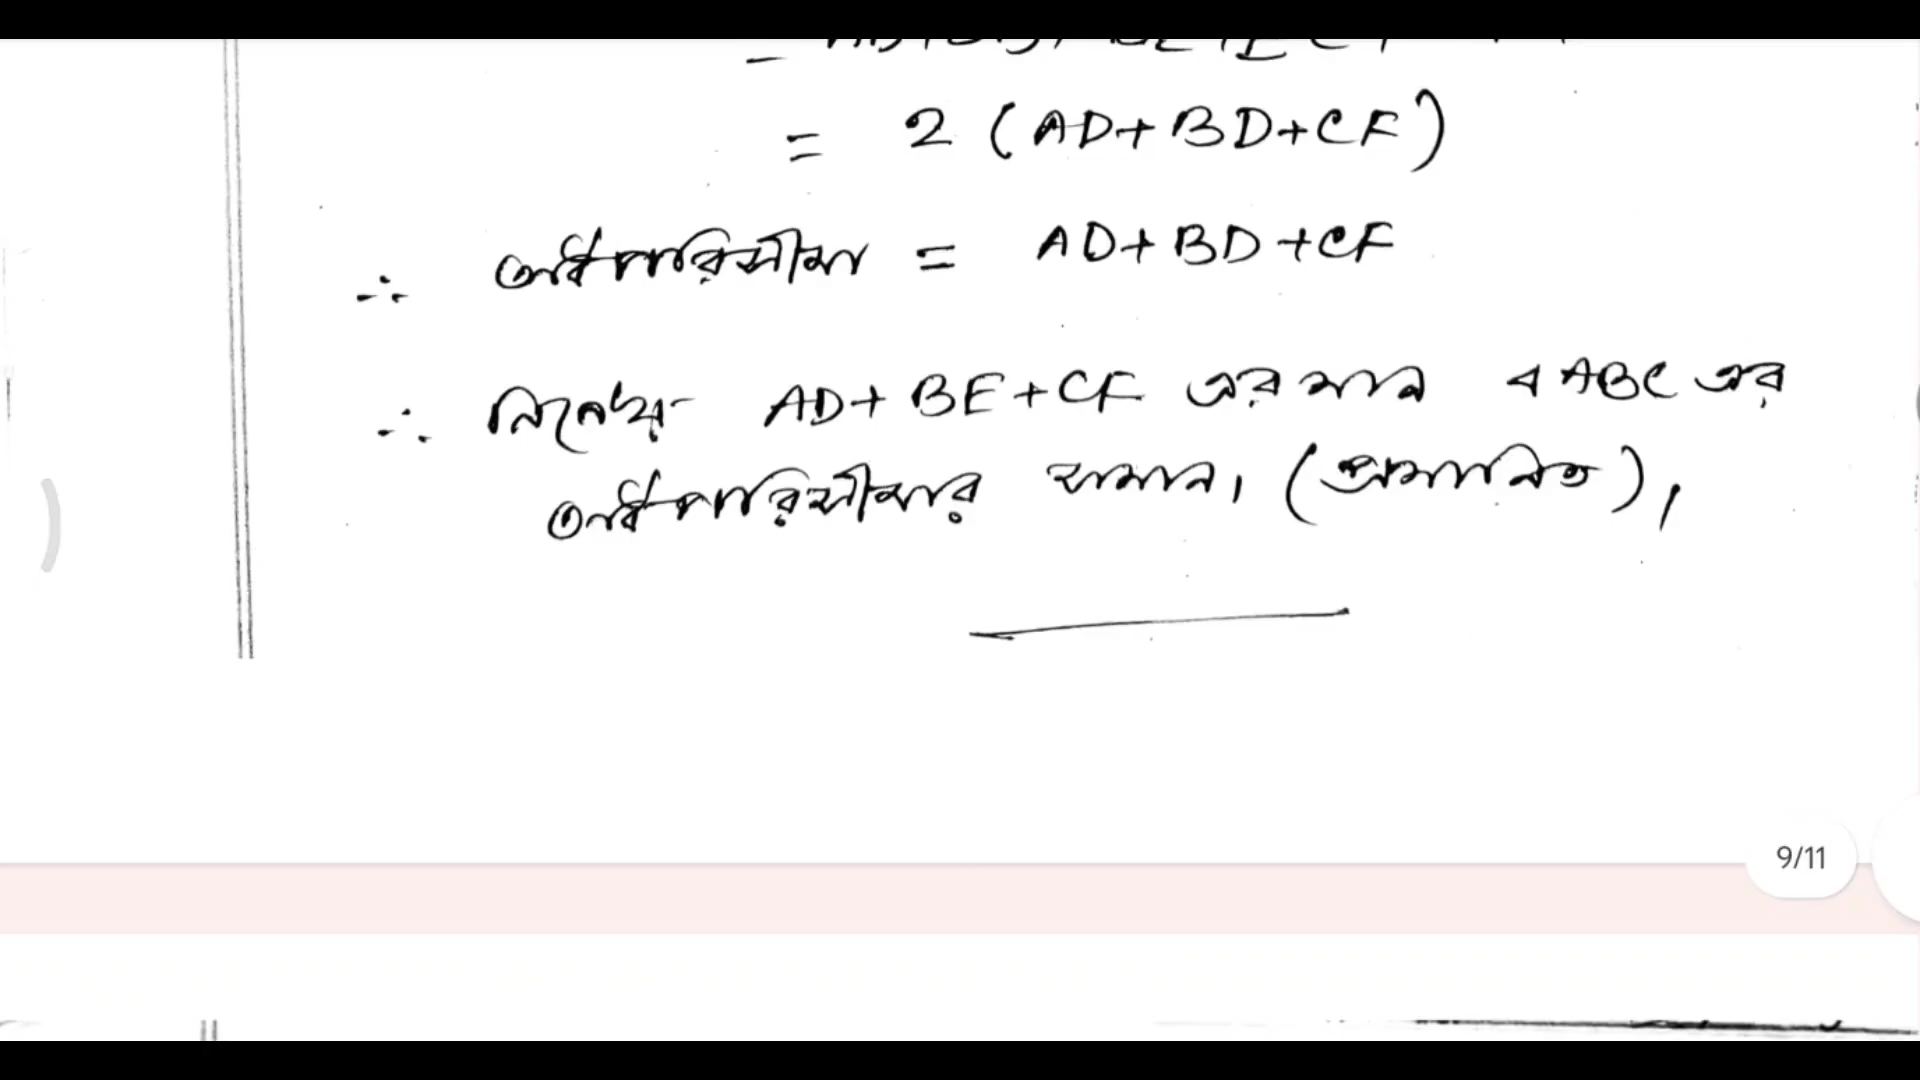 = 2 (AD+BD+CF)
∴ অর্ধপরিসীমা = AD+BD+CF
∴ AD+BE+CF এর মান ABC এর
অর্ধপরিসীমার সমান। (প্রমানিত)।
9/11